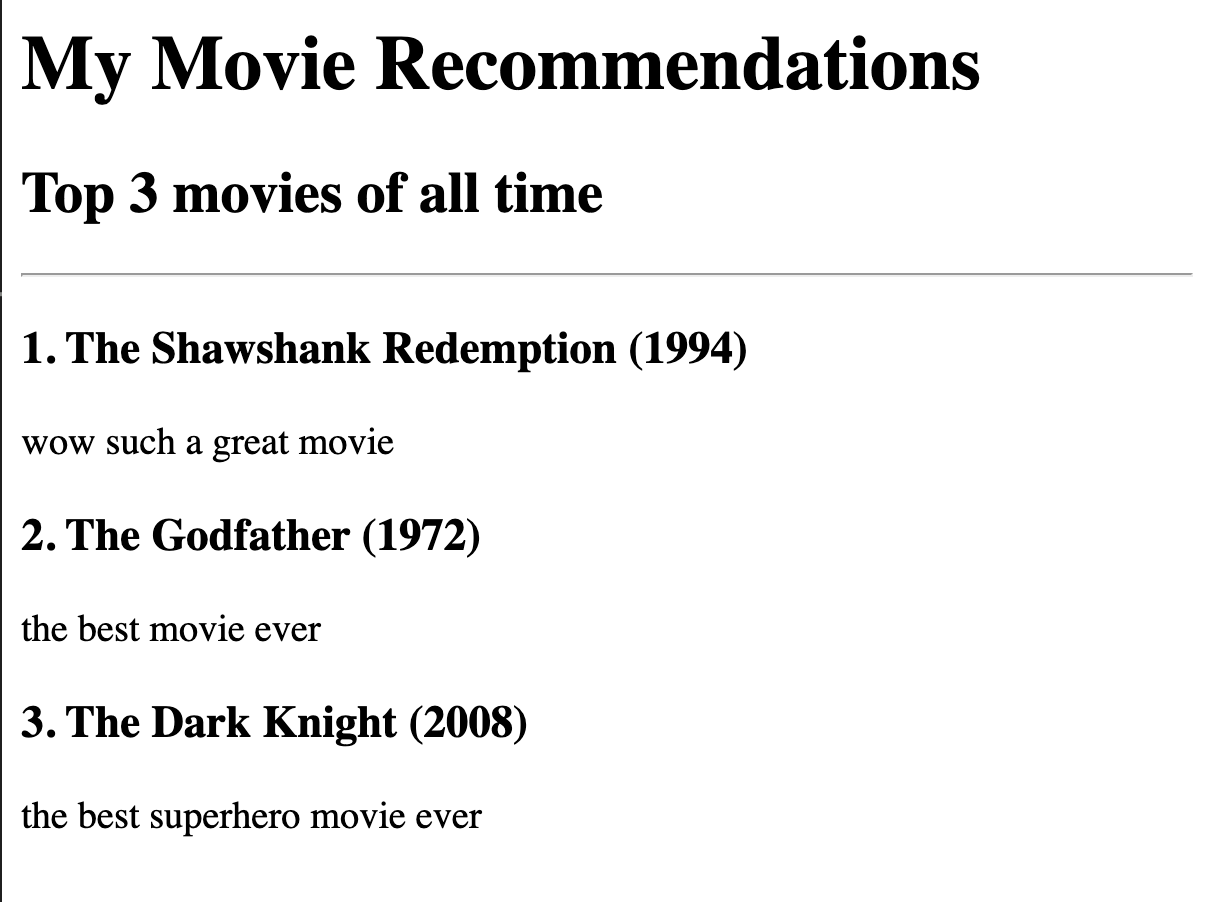 My Movie Recommendations
Top 3 movies of all time
1. The Shawshank Redemption (1994)
wow such a great movie
2. The Godfather (1972)
the best movie ever
3. The Dark Knight (2008)
the best superhero movie ever